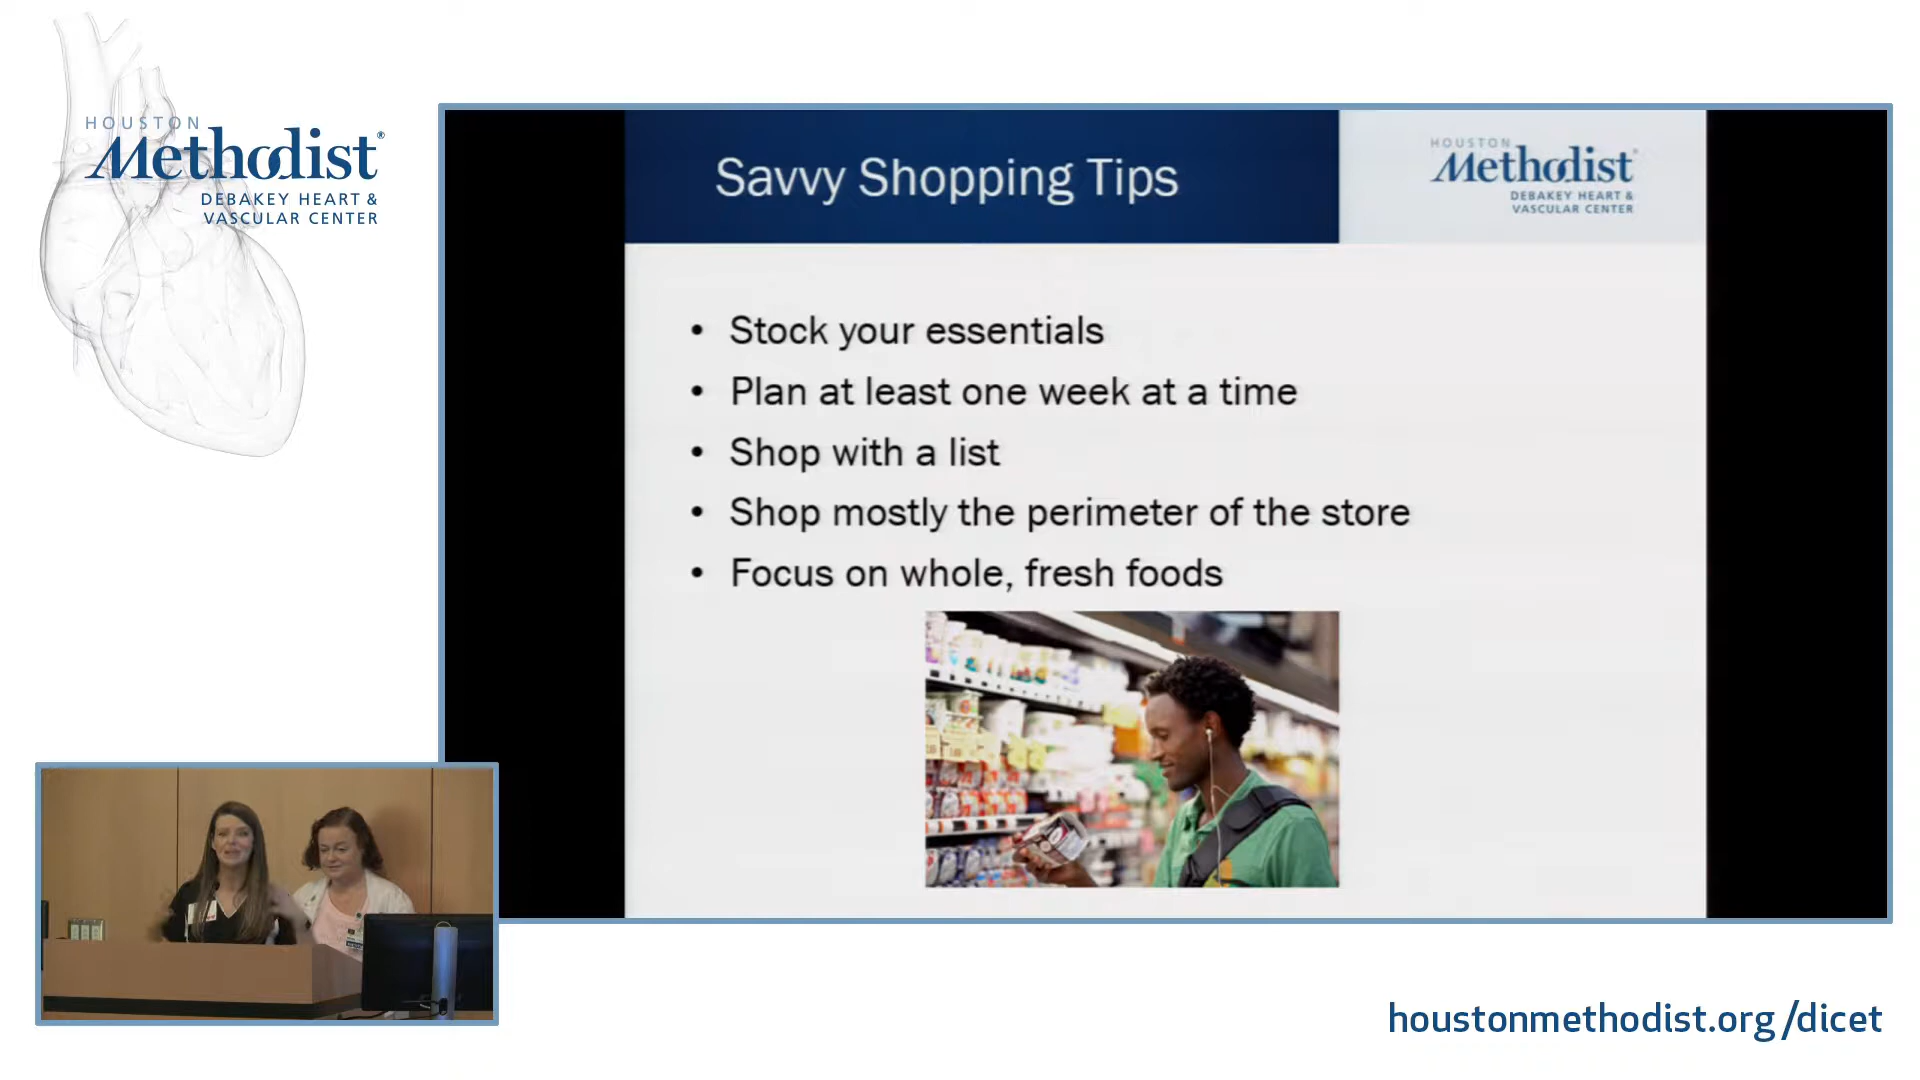 HOUSTON
Methodist®
DEBAKEY HEART &
VASCULAR CENTER
Savvy Shopping Tips
HOUSTON
Methodist®
DEBAKEY HEART &
VASCULAR CENTER
• Stock your essentials
• Plan at least one week at a time
• Shop with a list
• Shop mostly the perimeter of the store
• Focus on whole, fresh foods
houstonmethodist.org/dicet